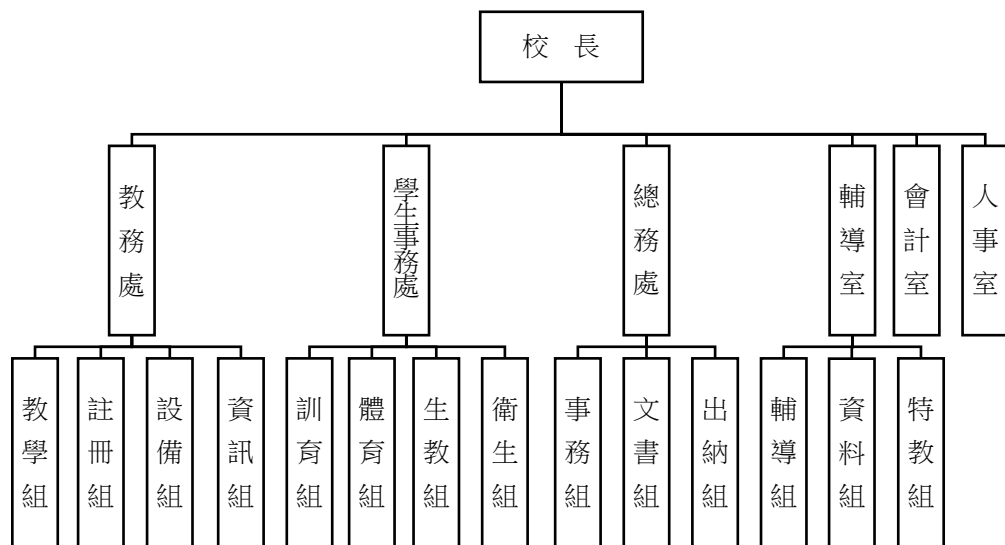 校 長
教務處
學生事務處
總務處
輔導室
會計室
人事室
教學組
註冊組
設備組
資訊組
訓育組
體育組
生教組
衛生組
事務組
文書組
出納組
輔導組
資料組
特教組